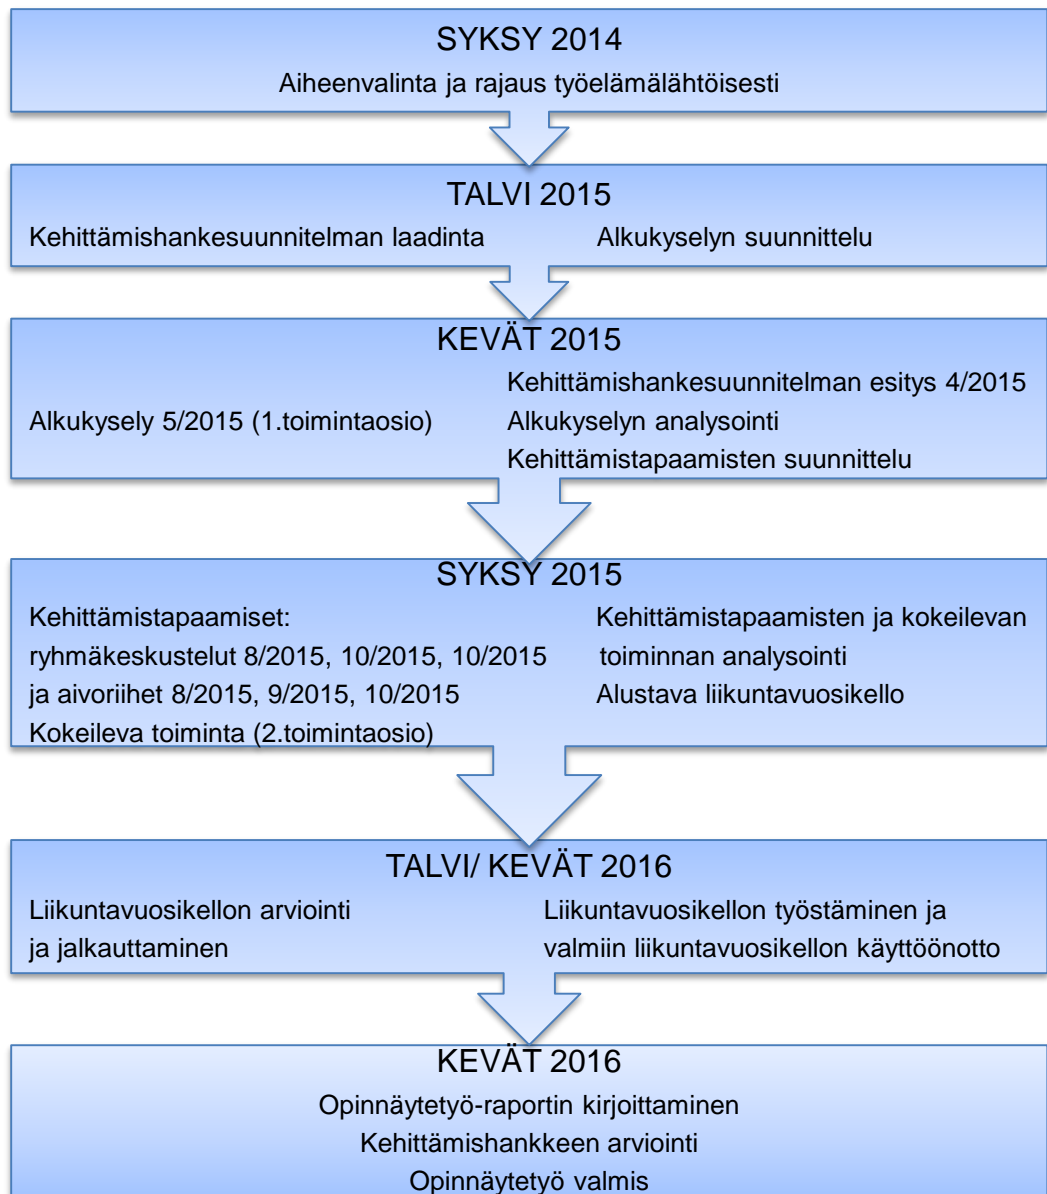 SYKSY 2014
Aiheenvalinta ja rajaus työelämälähtöisesti
TALVI 2015
Kehittämishankesuunnitelman laadinta Alkukyselyn suunnittelu
KEVÄT 2015
Kehittämishankesuunnitelman esitys 4/2015
Alkukysely 5/2015 (1.toimintaosio) Alkukyselyn analysointi
Kehittämistapaamisten suunnittelu
SYKSY 2015
Kehittämistapaamiset: Kehittämistapaamisten ja kokeilevan
ryhmäkeskustelut 8/2015, 10/2015, 10/2015 toiminnan analysointi
ja aivoriihet 8/2015, 9/2015, 10/2015 Alustava liikuntavuosikello
Kokeileva toiminta (2.toimintaosio)
TALVI/ KEVÄT 2016
Liikuntavuosikellon arviointi Liikuntavuosikellon työstäminen ja
ja jalkauttaminen valmiin liikuntavuosikellon käyttöönotto
KEVÄT 2016
Opinnäytetyö-raportin kirjoittaminen
Kehittämishankkeen arviointi
Opinnäytetyö valmis